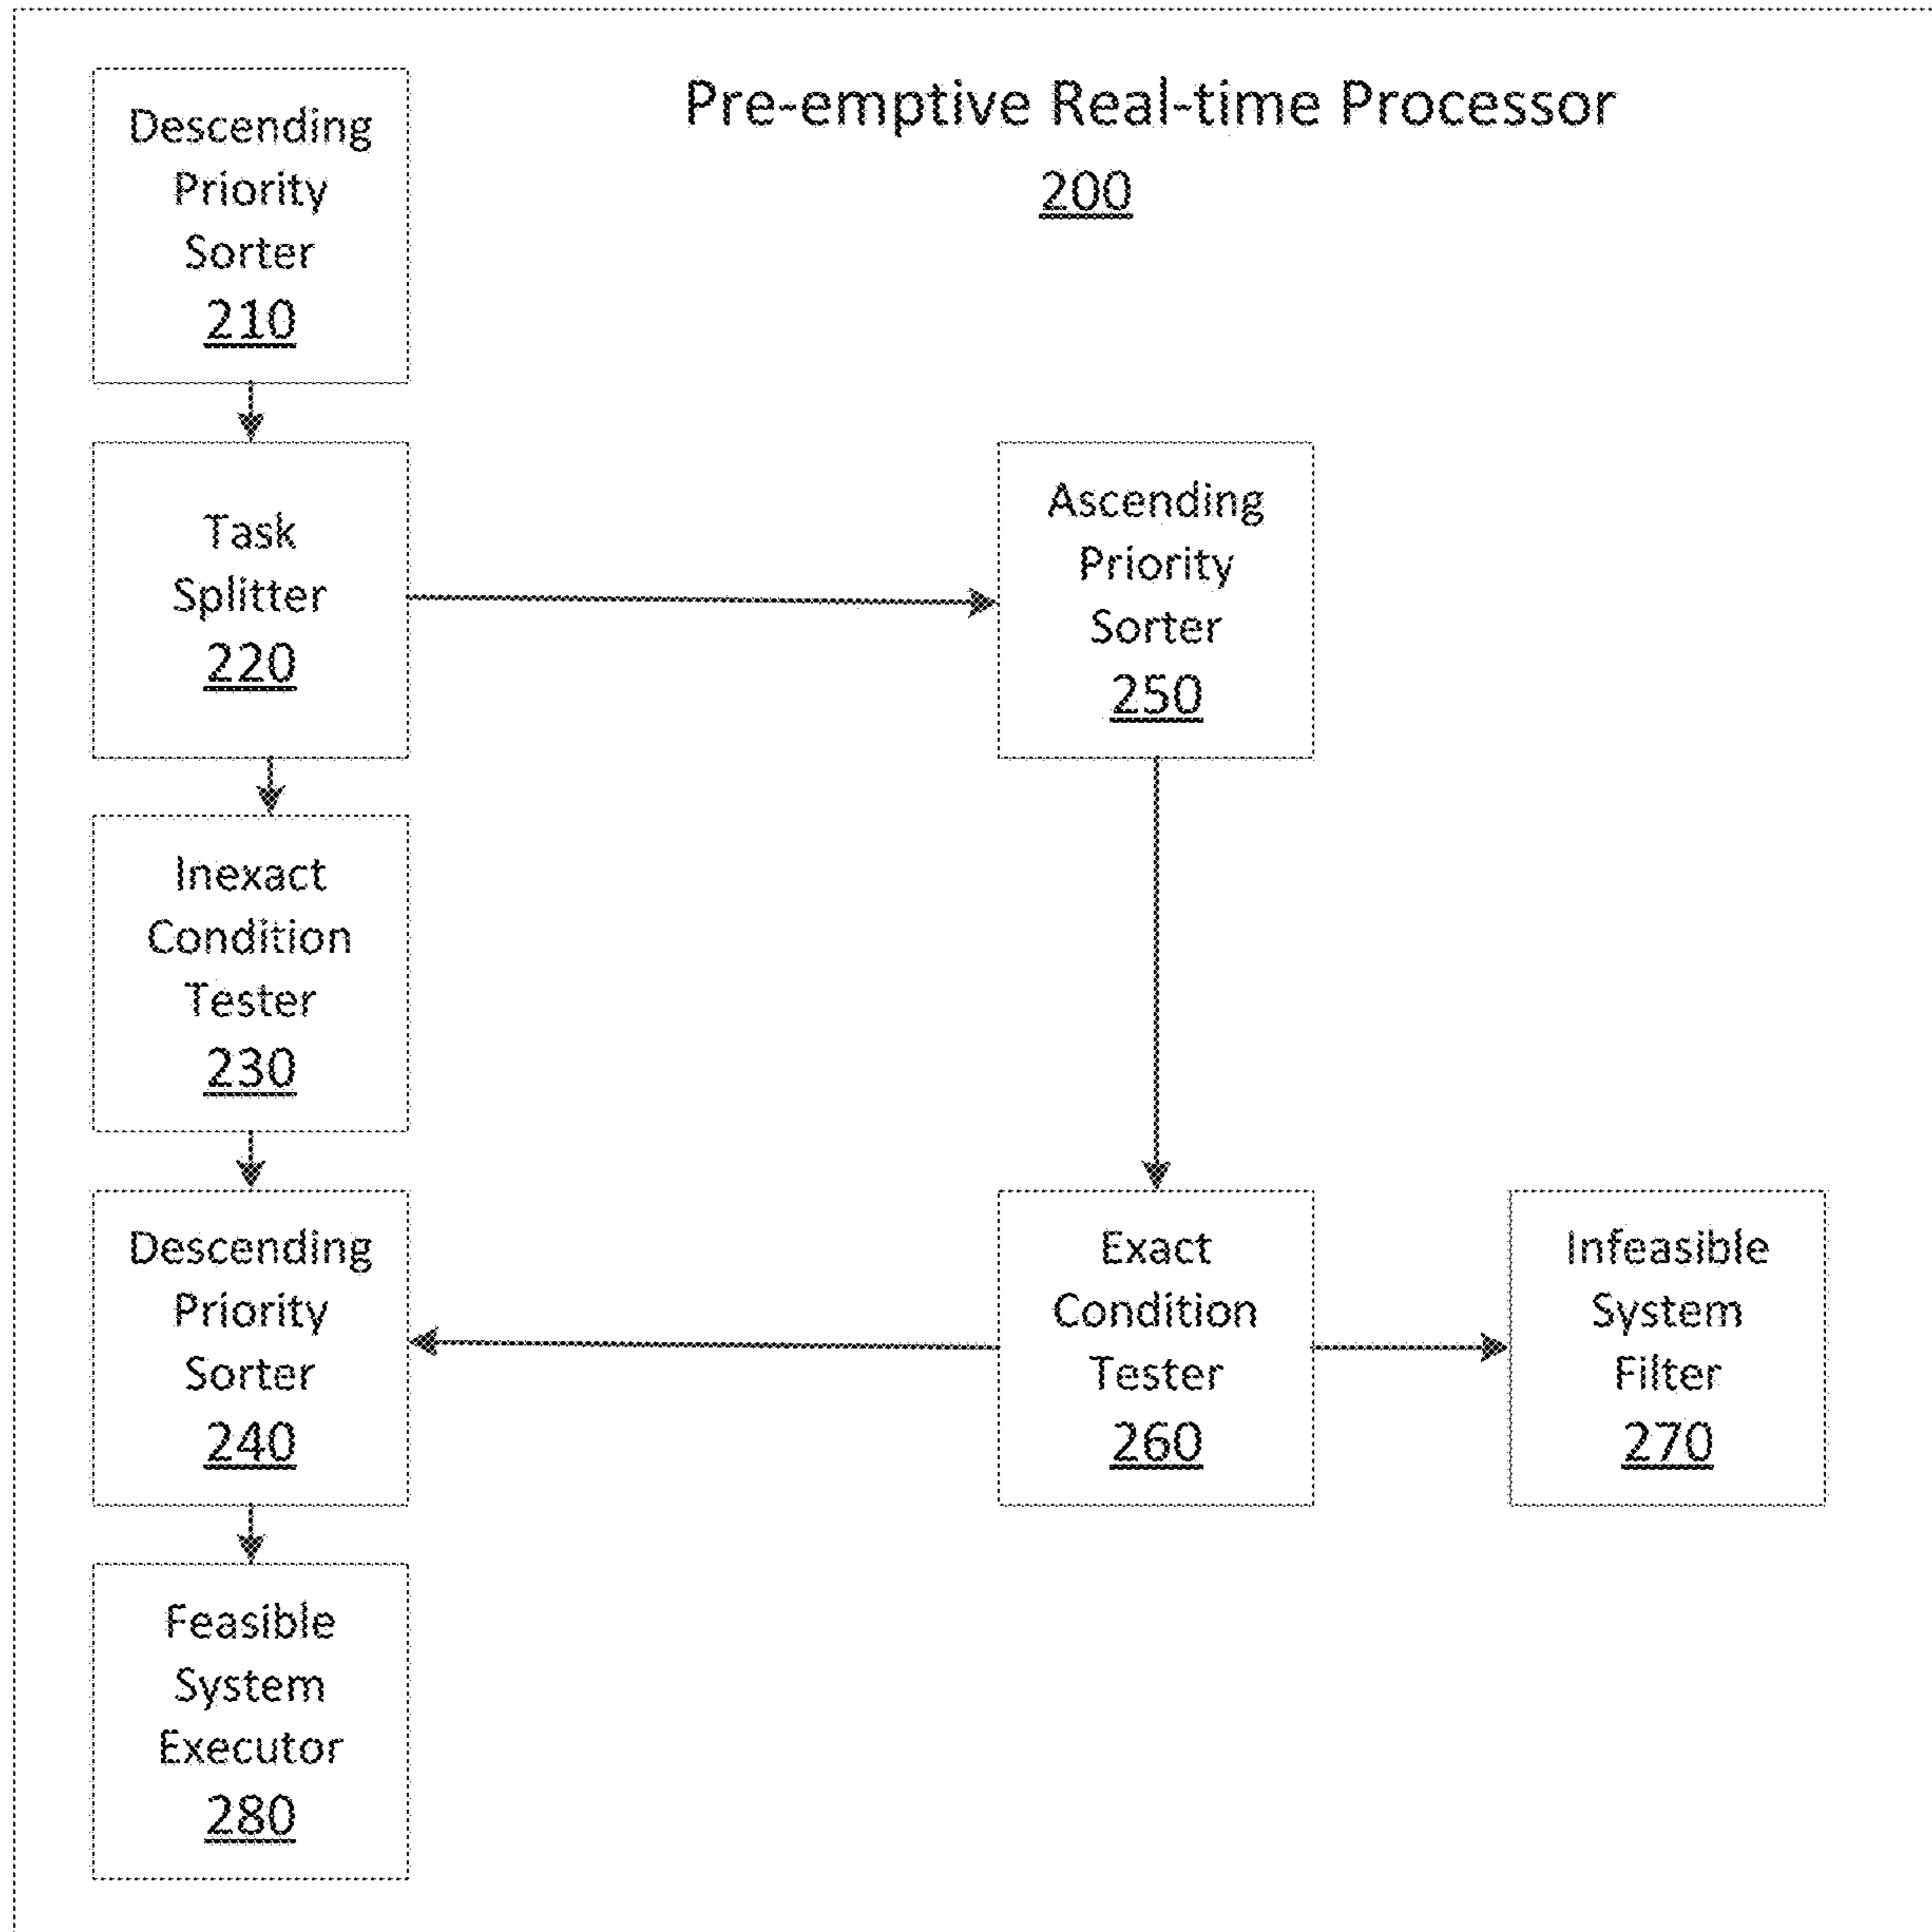 Pre-emptive Real-time Processor
200
Descending
Priority
Sorter
210
Task
Splitter
220
Ascending
Priority
Sorter
250
Inexact
Condition
Tester
230
Descending
Priority
Sorter
240
Exact
Condition
Tester
260
Infeasible
System
Filter
270
Feasible
System
Executor
280